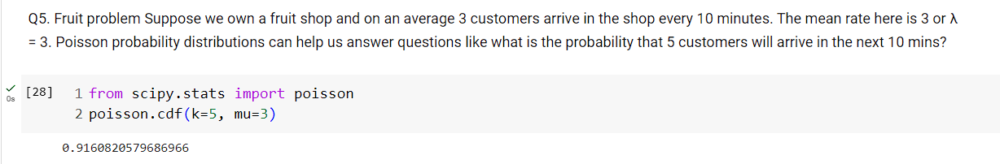 Q5. Fruit problem Suppose we own a fruit shop and on an average 3 customers arrive in the shop every 10 minutes. The mean rate here is 3 or λ
= 3. Poisson probability distributions can help us answer questions like what is the probability that 5 customers will arrive in the next 10 mins?
✓ [28] 1 from scipy.stats import poisson
0s 2 poisson.cdf(k=5, mu=3)
0.9160820579686966